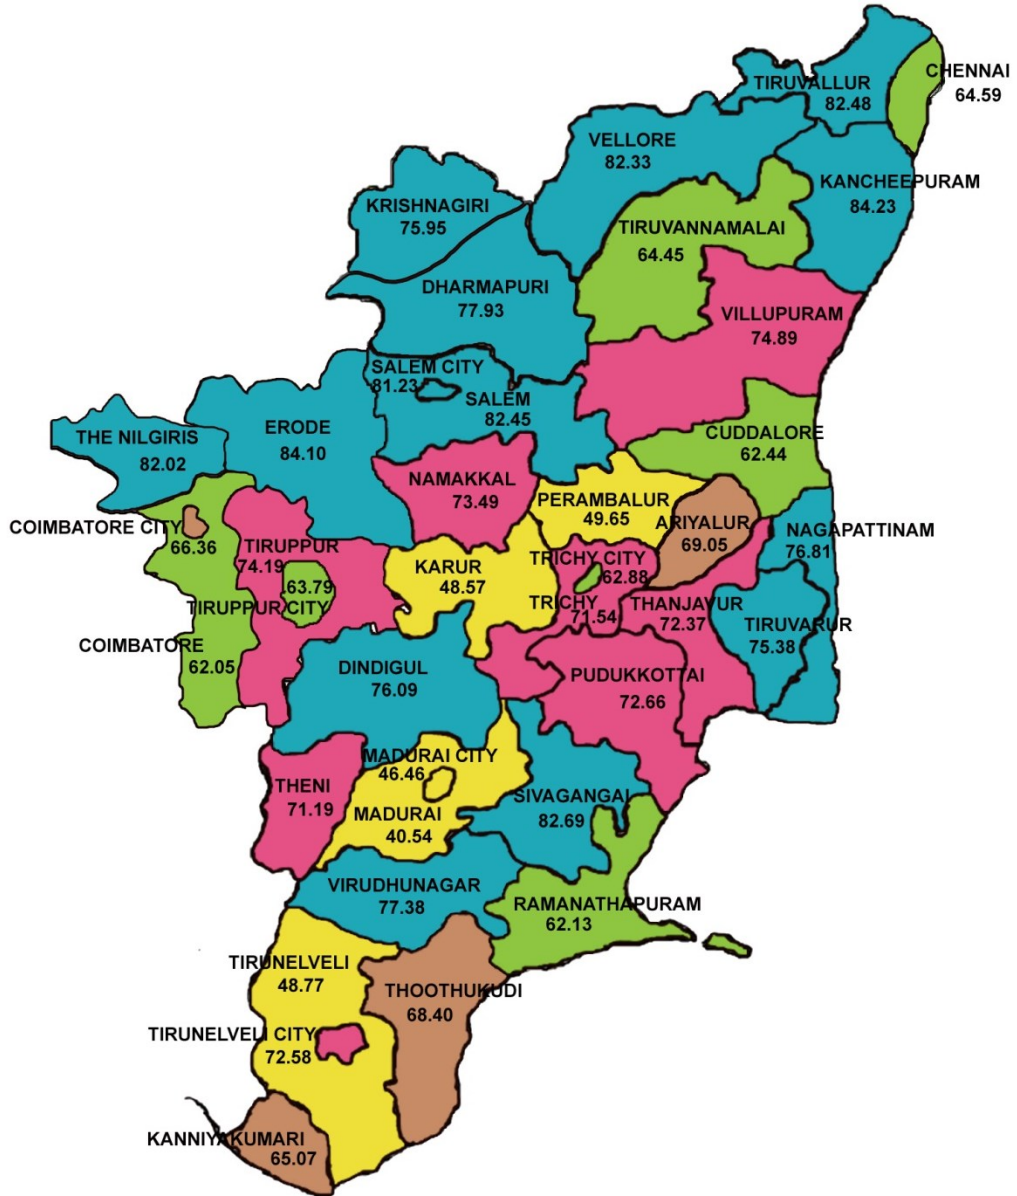 CHENNAI
64.59
TIRUVALLUR
82.48
VELLORE
82.33
KANCHEEPURAM
84.23
KRISHNAGIRI
75.95
TIRUVANNAMALAI
64.45
DHARMAPURI
77.93
VILLUPURAM
74.89
SALEM CITY
81.23
SALEM
82.45
ERODE
84.10
THE NILGIRIS
82.02
CUDDALORE
62.44
NAMAKKAL
73.49
PERAMBALUR
49.65
ARIYALUR
69.05
NAGAPATTINAM
76.81
COIMBATORE CITY
66.36
TIRUPPUR
74.19
KARUR
48.57
TRICHY CITY
62.88
63.79
TIRUPPUR CITY
TRICHY
71.54
THANJAVUR
72.37
TIRUVARUR
75.38
COIMBATORE
62.05
DINDIGUL
76.09
PUDUKKOTTAI
72.66
MADURAI CITY
46.46
THENI
71.19
MADURAI
40.54
SIVAGANGAI
82.69
VIRUDHUNAGAR
77.38
RAMANATHAPURAM
62.13
TIRUNELVELI
48.77
THOOTHUKUDI
68.40
TIRUNELVELI CITY
72.58
KANNIYAKUMARI
65.07